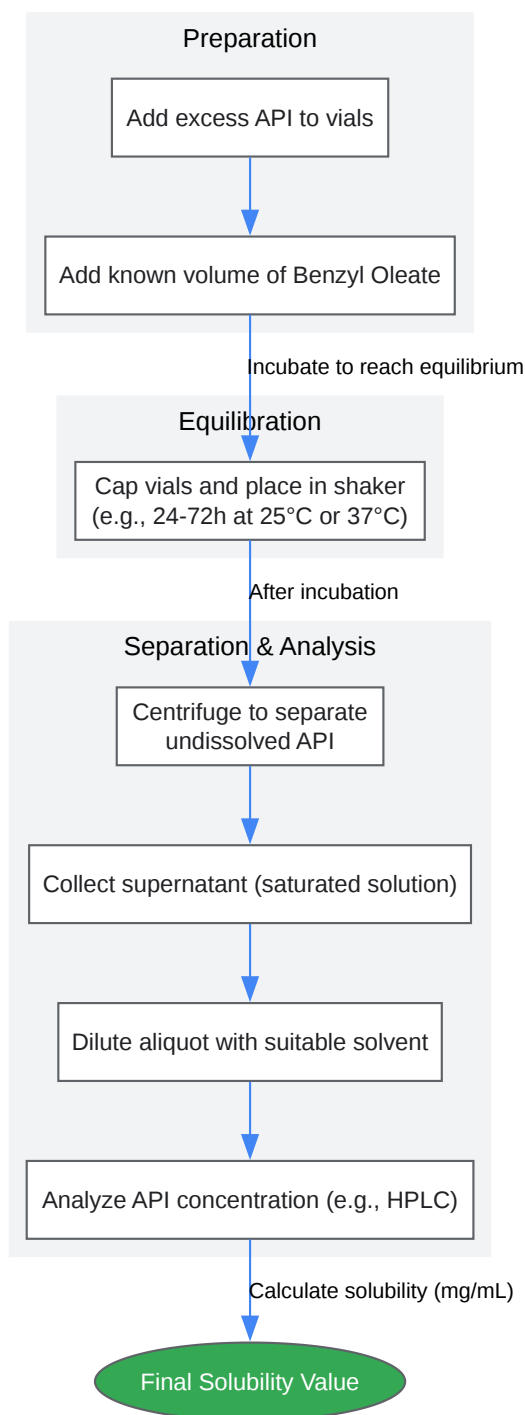 Preparation
Add excess API to vials
Add known volume of Benzyl Oleate
Incubate to reach equilibrium
Equilibration
Cap vials and place in shaker
(e.g., 24-72h at 25°C or 37°C)
After incubation
Separation & Analysis
Centrifuge to separate
undissolved API
Collect supernatant (saturated solution)
Dilute aliquot with suitable solvent
Analyze API concentration (e.g., HPLC)
Calculate solubility (mg/mL)
Final Solubility Value